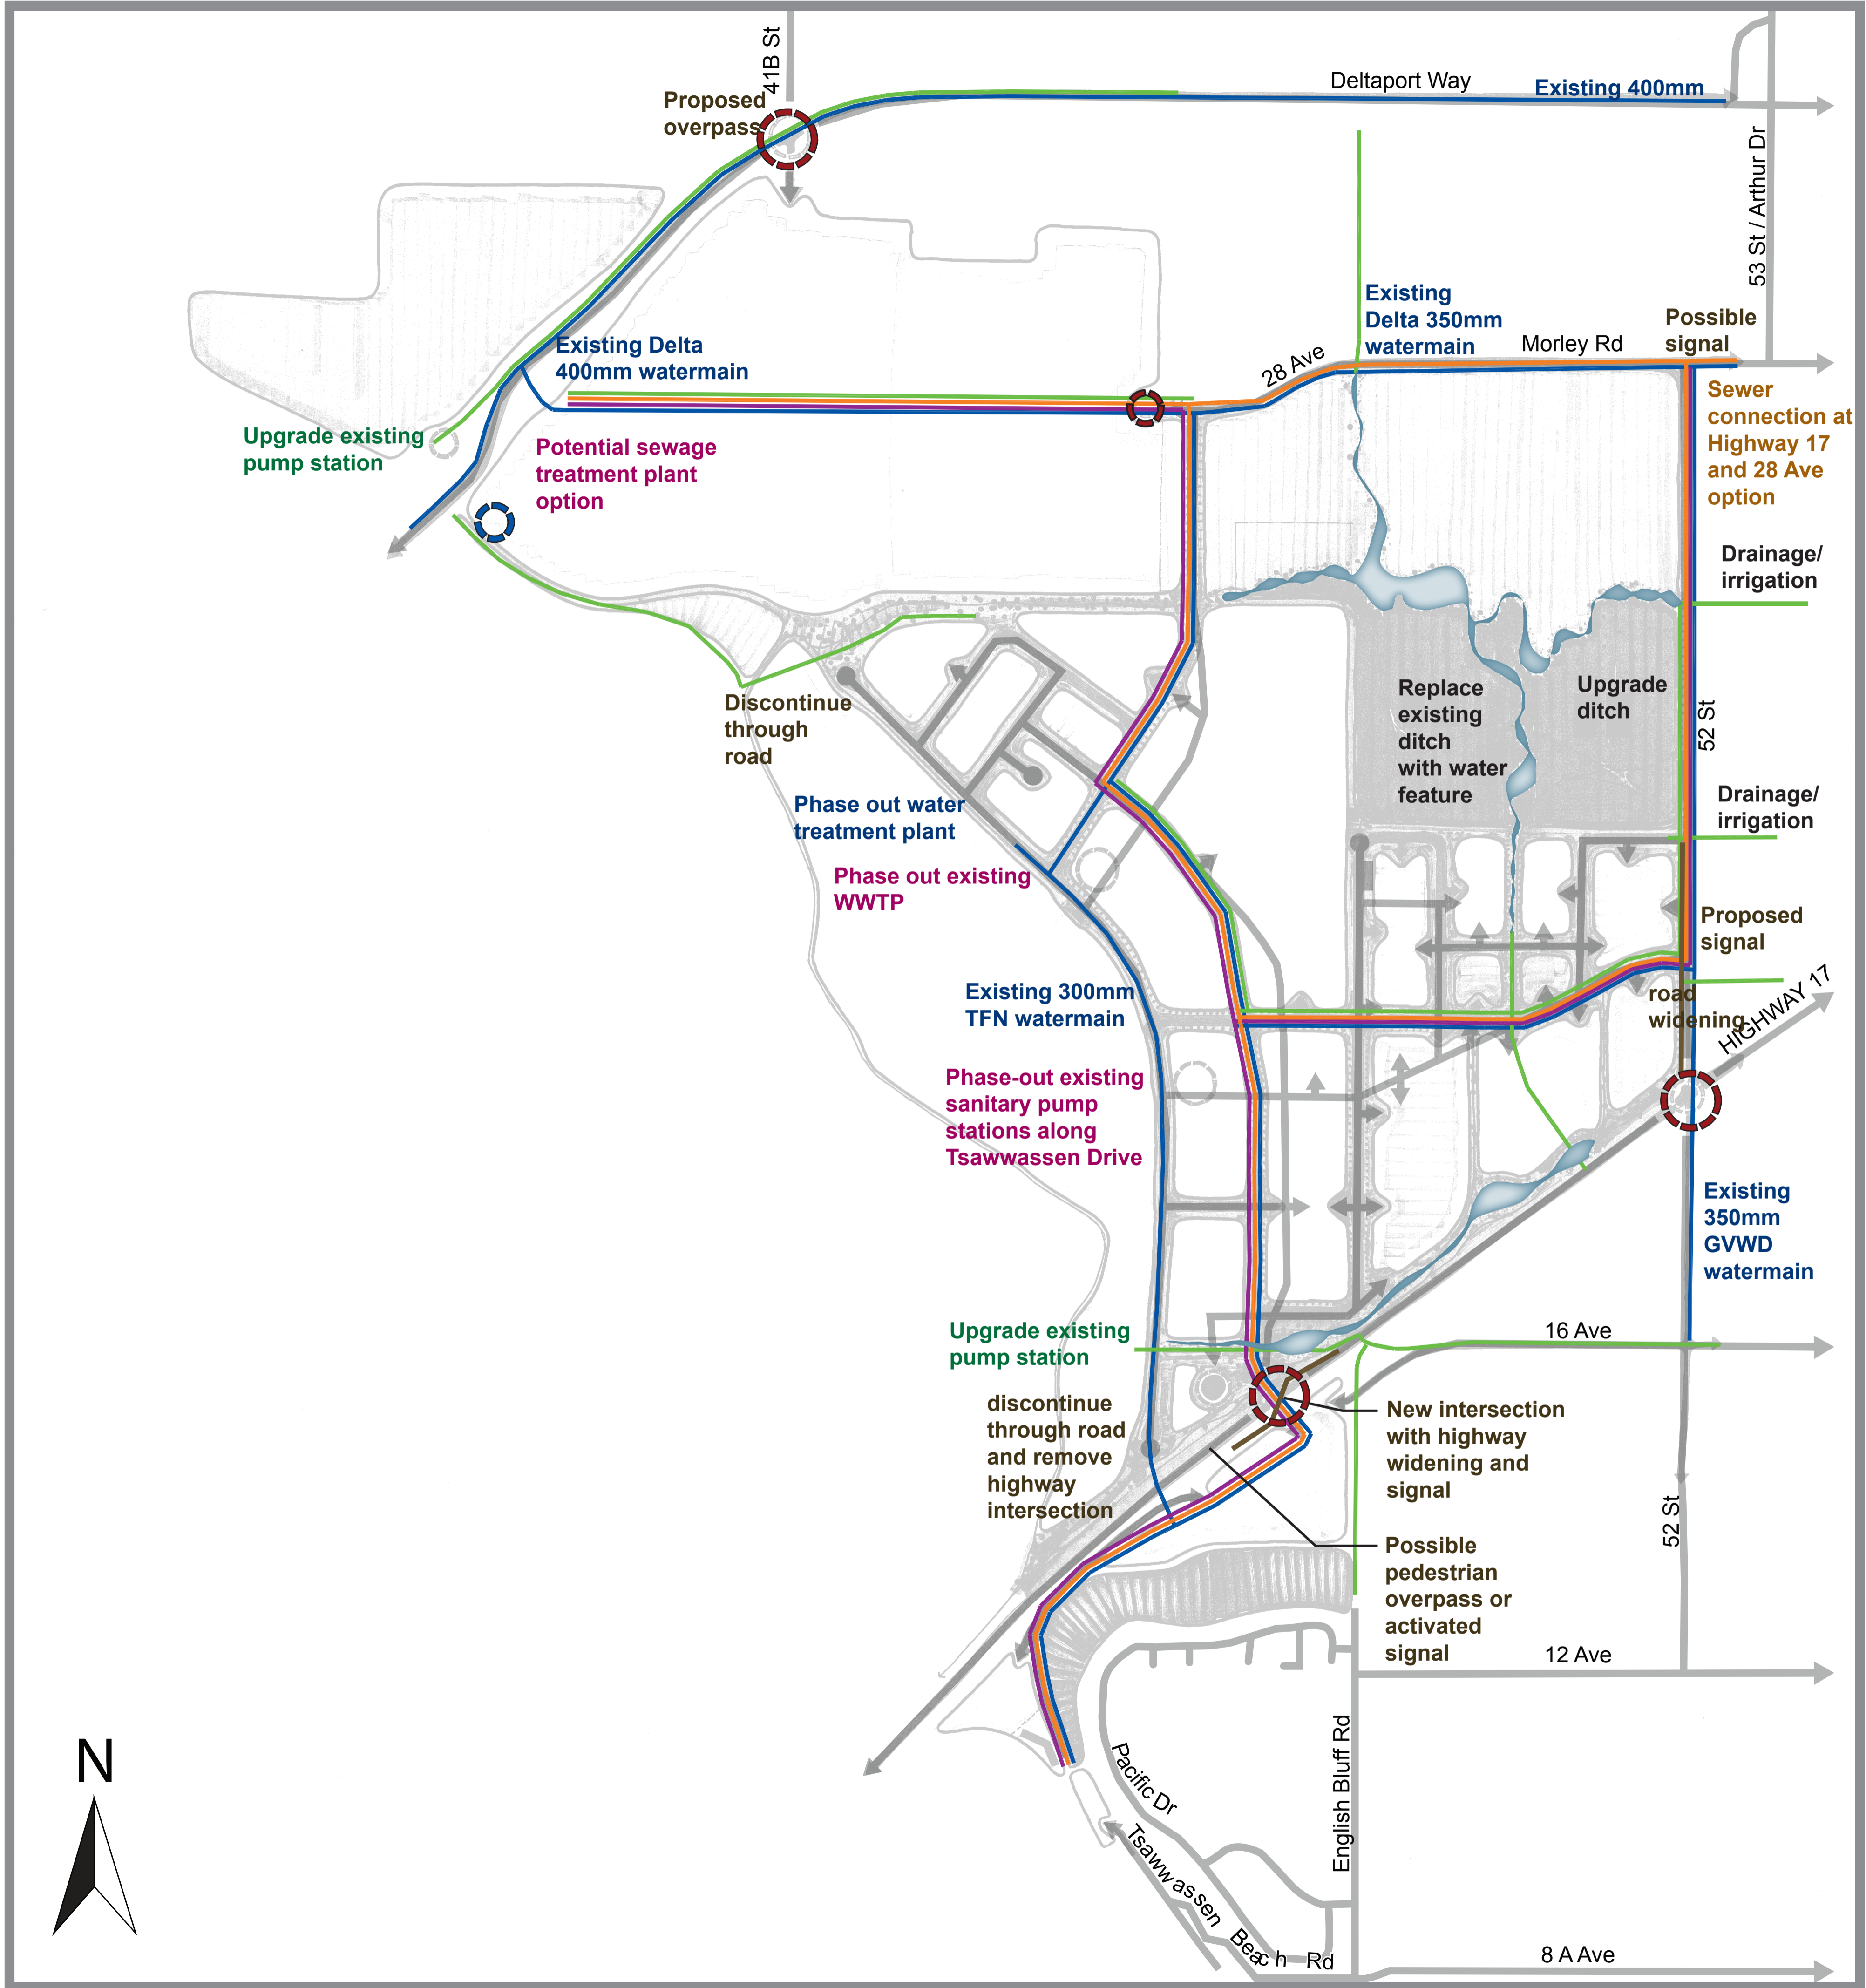 41B St
Proposed
overpass
Deltaport Way
Existing 400mm
53 St / Arthur Dr
Existing
Delta 350mm
watermain
Possible
signal
Morley Rd
28 Ave
Existing Delta
400mm watermain
Sewer
connection at
Highway 17
and 28 Ave
option
Upgrade existing
pump station
Potential sewage
treatment plant
option
Drainage/
irrigation
Replace
existing
ditch
with water
feature
Upgrade
ditch
52 St
Discontinue
through
road
Phase out water
treatment plant
Drainage/
irrigation
Phase out existing
WWTP
Proposed
signal
Existing 300mm
TFN watermain
road
widening
HIGHWAY 17
Phase-out existing
sanitary pump
stations along
Tsawwassen Drive
Existing
350mm
GVWD
watermain
Upgrade existing
pump station
16 Ave
discontinue
through road
and remove
highway
intersection
New intersection
with highway
widening and
signal
52 St
Possible
pedestrian
overpass or
activated
signal
12 Ave
N
Pacific Dr
English Bluff Rd
Tsawwassen Beach Rd
8 A Ave